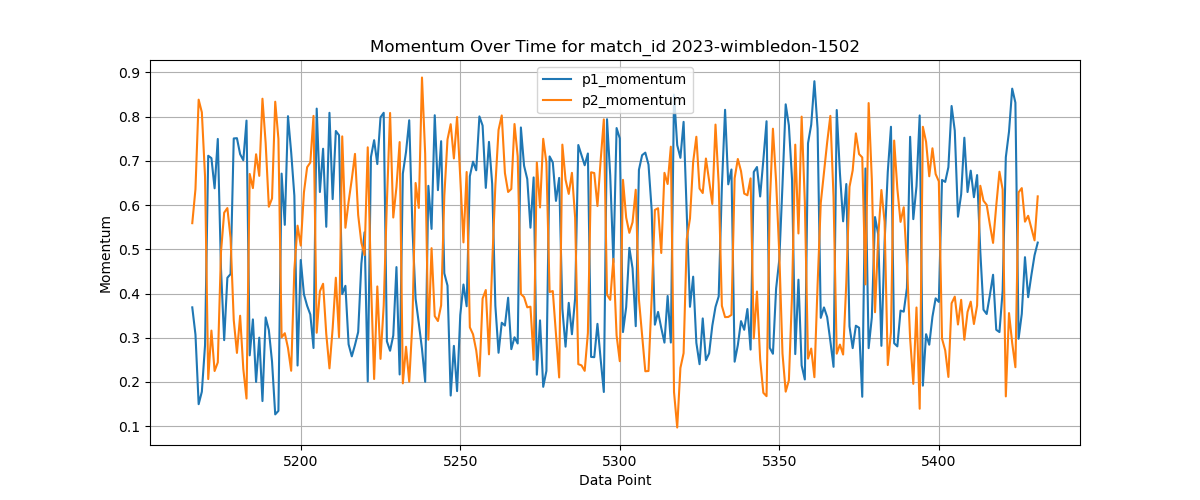 Momentum Over Time for match_id 2023-wimbledon-1502
p1_momentum
p2_momentum
0.9
0.8
0.7
0.6
0.5
0.4
0.3
0.2
0.1
Momentum
5200 5250 5300 5350 5400
Data Point